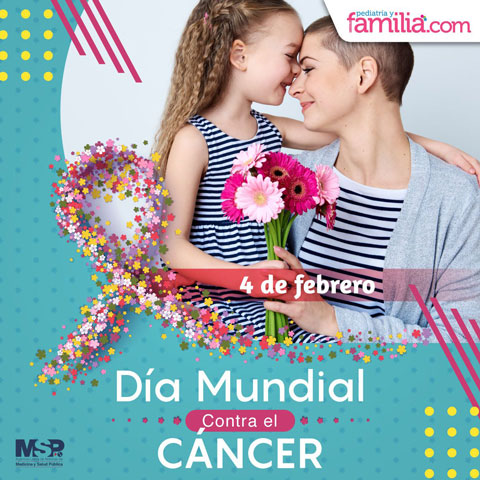 pediatría y
familia.com
4 de febrero
Día Mundial
Contra el
CÁNCER
MSP
Medicina y Salud Pública